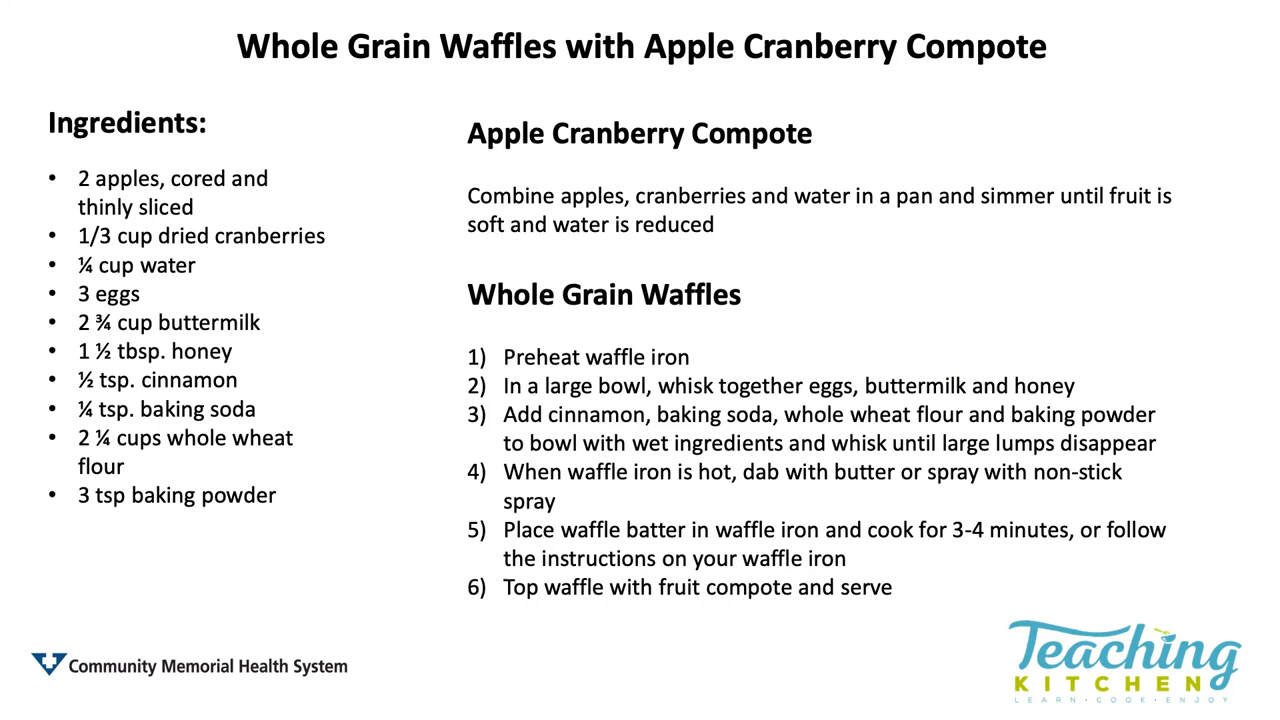 Whole Grain Waffles with Apple Cranberry Compote
Ingredients:
• 2 apples, cored and
thinly sliced
• 1/3 cup dried cranberries
• ¼ cup water
• 3 eggs
• 2 ¾ cup buttermilk
• 1 ½ tbsp. honey
• ½ tsp. cinnamon
• ¼ tsp. baking soda
• 2 ¼ cups whole wheat
flour
• 3 tsp baking powder
Apple Cranberry Compote
Combine apples, cranberries and water in a pan and simmer until fruit is
soft and water is reduced
Whole Grain Waffles
1) Preheat waffle iron
2) In a large bowl, whisk together eggs, buttermilk and honey
3) Add cinnamon, baking soda, whole wheat flour and baking powder
to bowl with wet ingredients and whisk until large lumps disappear
4) When waffle iron is hot, dab with butter or spray with non-stick
spray
5) Place waffle batter in waffle iron and cook for 3-4 minutes, or follow
the instructions on your waffle iron
6) Top waffle with fruit compote and serve
Community Memorial Health System
Teaching
KITCHEN
LEARN • COOK • ENJOY